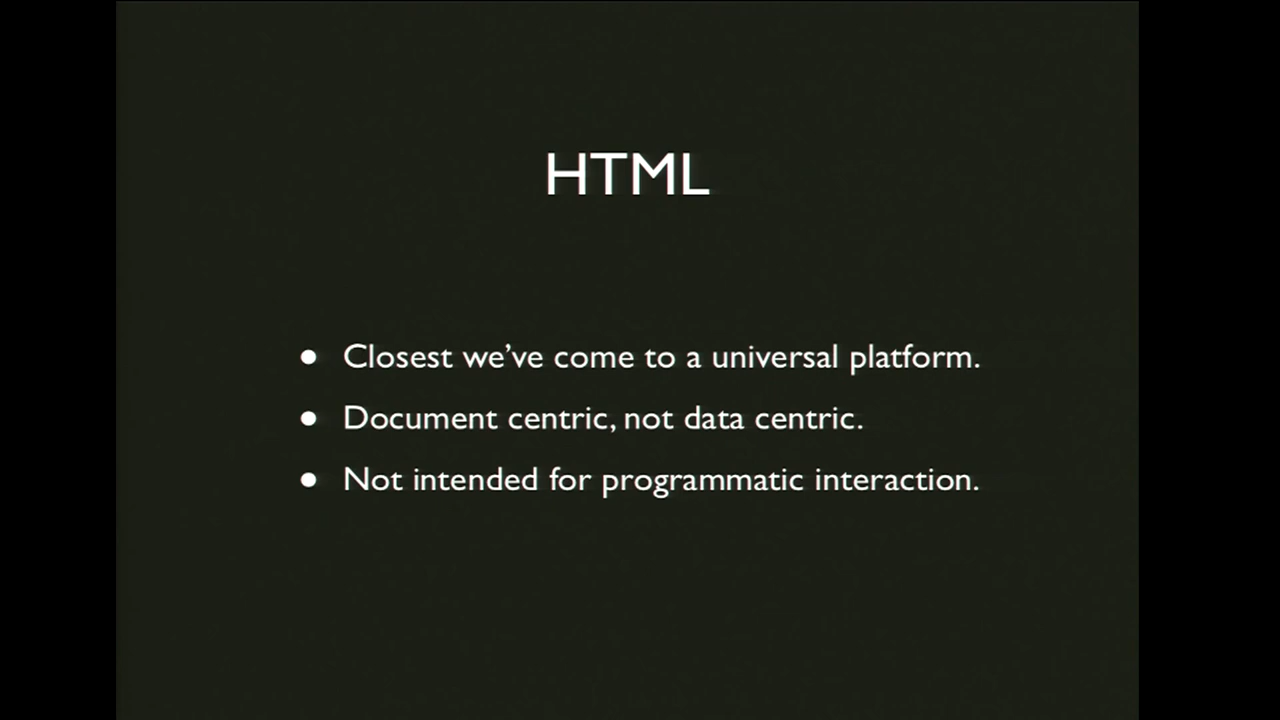 HTML
• Closest we’ve come to a universal platform.
• Document centric, not data centric.
• Not intended for programmatic interaction.